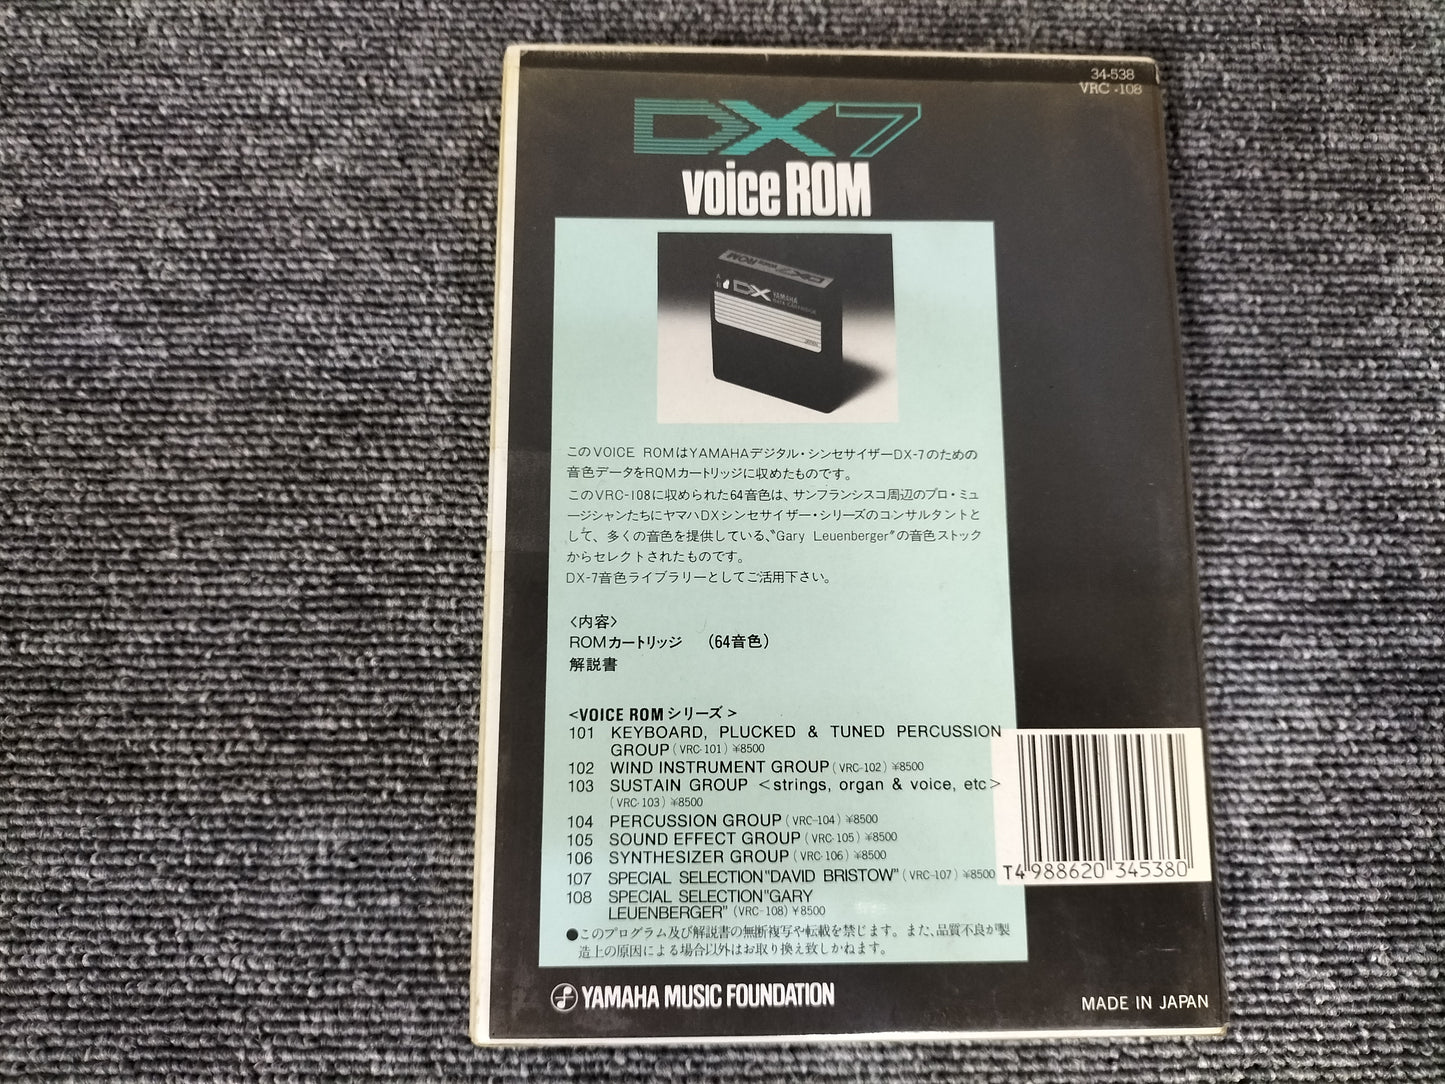 34-538
VRC-108
DX7
voice ROM
DX YAMAHA
DATA CARTRIDGE
このVOICE ROMはYAMAHAデジタル・シンセサイザーDX-7のための
音色データをROMカートリッジに収めたものです。
このVRC-108に収められた64音色は、サンフランシスコ周辺のプロ・ミュ
ージシャンたちにヤマハDXシンセサイザー・シリーズのコンサルタントと
して、多くの音色を提供している、"Gary Leuenberger"の音色ストック
からセレクトされたものです。
DX-7音色ライブラリーとしてご活用下さい。
〈内容〉
ROMカートリッジ (64音色)
解説書
<VOICE ROMシリーズ>
101 KEYBOARD, PLUCKED & TUNED PERCUSSION
GROUP (VRC-101) ¥8500
102 WIND INSTRUMENT GROUP (VRC-102) ¥8500
103 SUSTAIN GROUP <strings, organ & voice, etc>
(VRC-103) ¥8500
104 PERCUSSION GROUP (VRC-104) ¥8500
105 SOUND EFFECT GROUP (VRC-105) ¥8500
106 SYNTHESIZER GROUP (VRC-106) ¥8500
107 SPECIAL SELECTION"DAVID BRISTOW" (VRC-107) ¥8500
108 SPECIAL SELECTION"GARY
LEUENBERGER" (VRC-108) ¥8500
●このプログラム及び解説書の無断複写や転載を禁じます。また、品質不良が製
造上の原因による場合以外はお取り換え致しかねます。
T4988620 345380
YAMAHA MUSIC FOUNDATION
MADE IN JAPAN